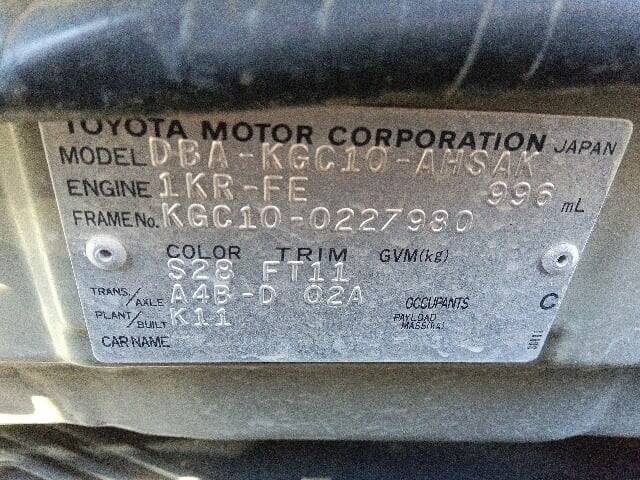 TOYOTA MOTOR CORPORATION JAPAN
MODEL DBA-KGC10-AHSAK
ENGINE 1KR-FE 996 mL
FRAME No. KGC10-0227980
COLOR TRIM GVM(kg)
S28 FT11
TRANS./AXLE A4B-D 02A OCCUPANTS C
PLANT/BUILT K11 PAYLOAD MASS(kg)
CAR NAME